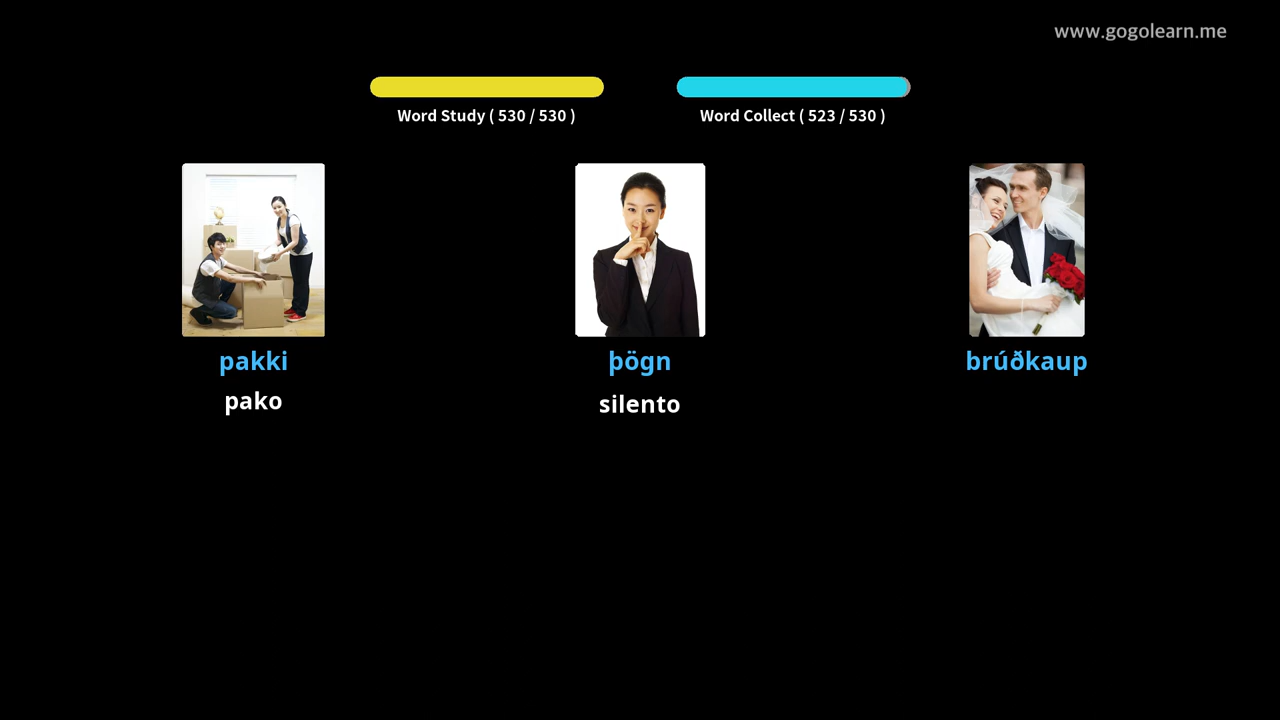 www.gogolearn.me
Word Study ( 530 / 530 )
Word Collect ( 523 / 530 )
pakki
pako
þögn
silento
brúðkaup